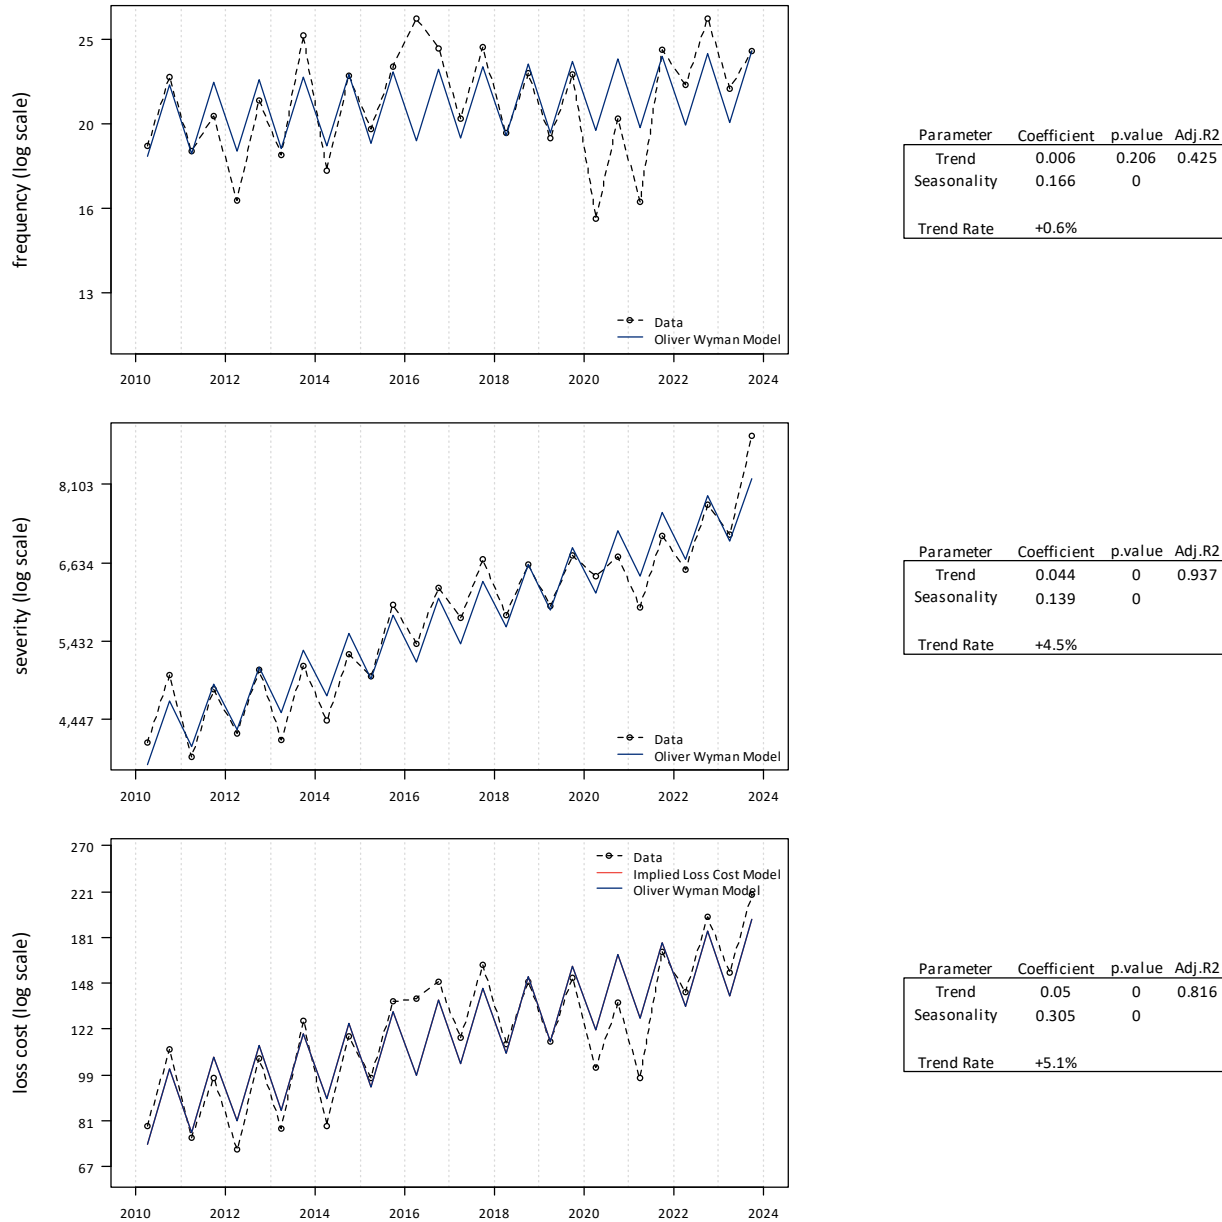 frequency (log scale)
25
20
16
13
Data
Oliver Wyman Model
2010 2012 2014 2016 2018 2020 2022 2024
Parameter Coefficient p.value Adj.R2
Trend 0.006 0.206 0.425
Seasonality 0.166 0
Trend Rate +0.6%
severity (log scale)
8,103
6,634
5,432
4,447
Data
Oliver Wyman Model
2010 2012 2014 2016 2018 2020 2022 2024
Parameter Coefficient p.value Adj.R2
Trend 0.044 0 0.937
Seasonality 0.139 0
Trend Rate +4.5%
loss cost (log scale)
270
221
181
148
122
99
81
67
Data
Implied Loss Cost Model
Oliver Wyman Model
2010 2012 2014 2016 2018 2020 2022 2024
Parameter Coefficient p.value Adj.R2
Trend 0.05 0 0.816
Seasonality 0.305 0
Trend Rate +5.1%